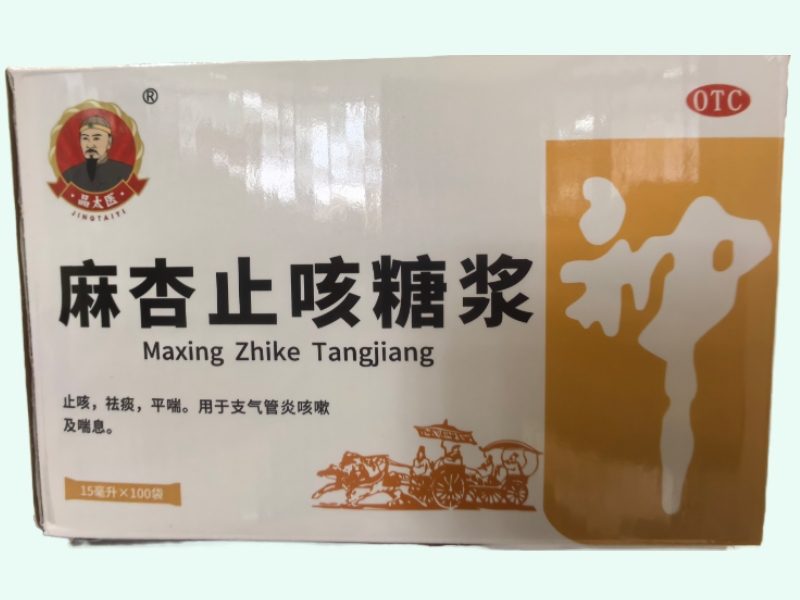 ®
OTC
晶太医
JINGTAIYI
神
麻杏止咳糖浆
Maxing Zhike Tangjiang
止咳，祛痰，平喘。用于支气管炎咳嗽
及喘息。
15毫升×100袋